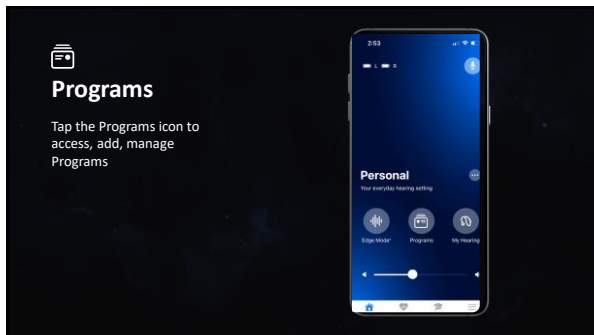 Programs
Tap the Programs icon to
access, add, manage
Programs
2:53
L R
Personal
Your everyday hearing setting
Edge Mode+ Programs My Hearing